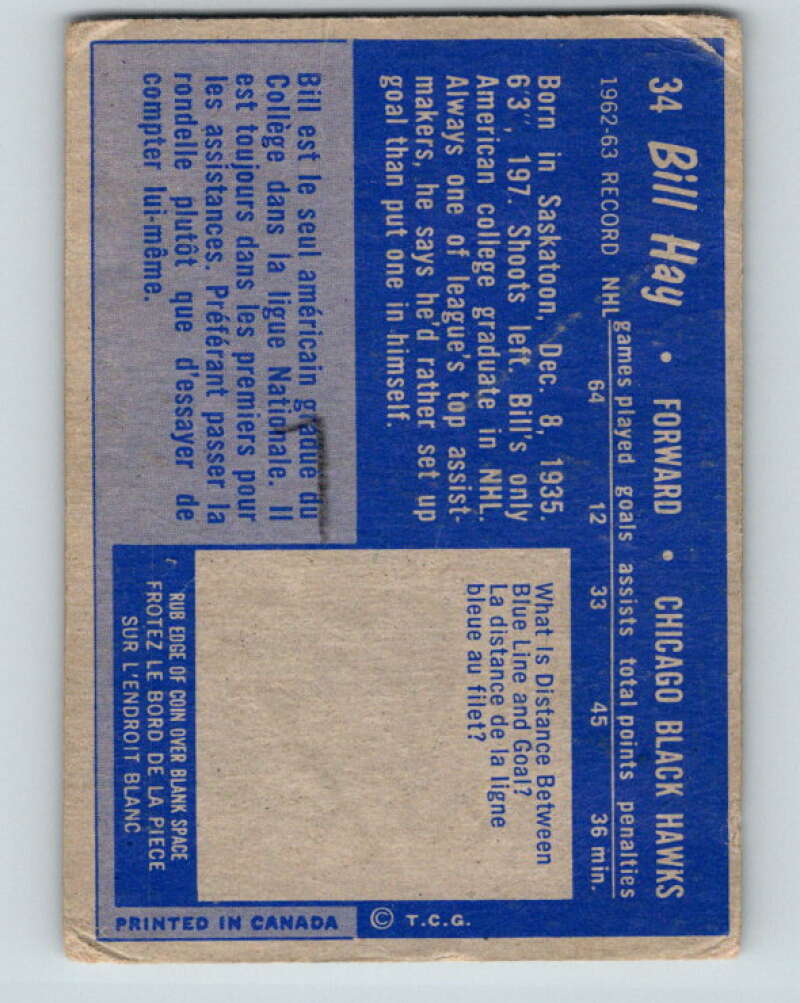 34 Bill Hay • FORWARD • CHICAGO BLACK HAWKS
games played goals assists total points penalties
1962-63 RECORD NHL 64 12 33 45 36 min.
Born in Saskatoon, Dec. 8, 1935.
6'3", 197. Shoots left. Bill's only
American college graduate in NHL.
Always one of league's top assist-
makers, he says he'd rather set up
goal than put one in himself.
Bill est le seul américain gradue du
Collège dans la ligue Nationale. Il
est toujours dans les premiers pour
les assistances. Préférant passer la
rondelle plutôt que d'essayer de
compter lui-même.
What Is Distance Between
Blue Line and Goal?
La distance de la ligne
bleue au filet?
RUB EDGE OF COIN OVER BLANK SPACE
FROTEZ LE BORD DE LA PIECE
SUR L'ENDROIT BLANC
PRINTED IN CANADA © T.C.G.